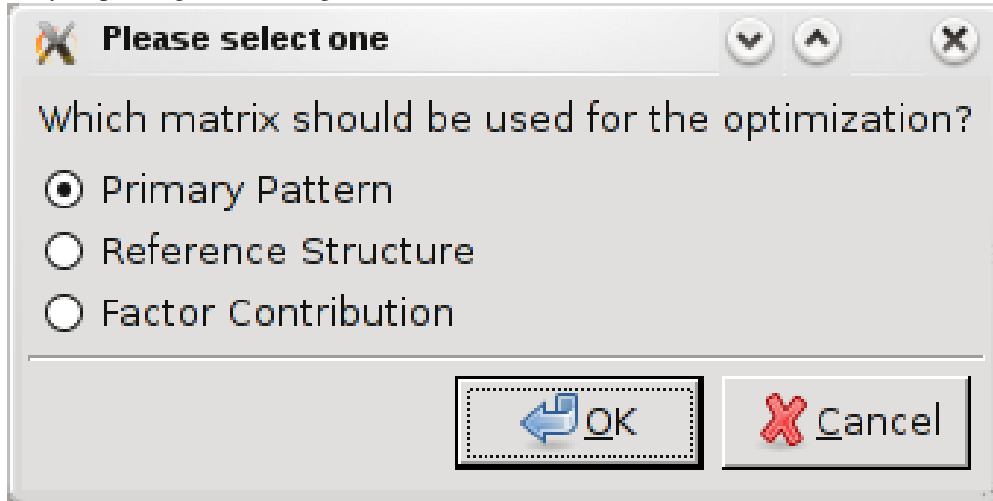 Please select one
Which matrix should be used for the optimization?
Primary Pattern
Reference Structure
Factor Contribution
OK
Cancel